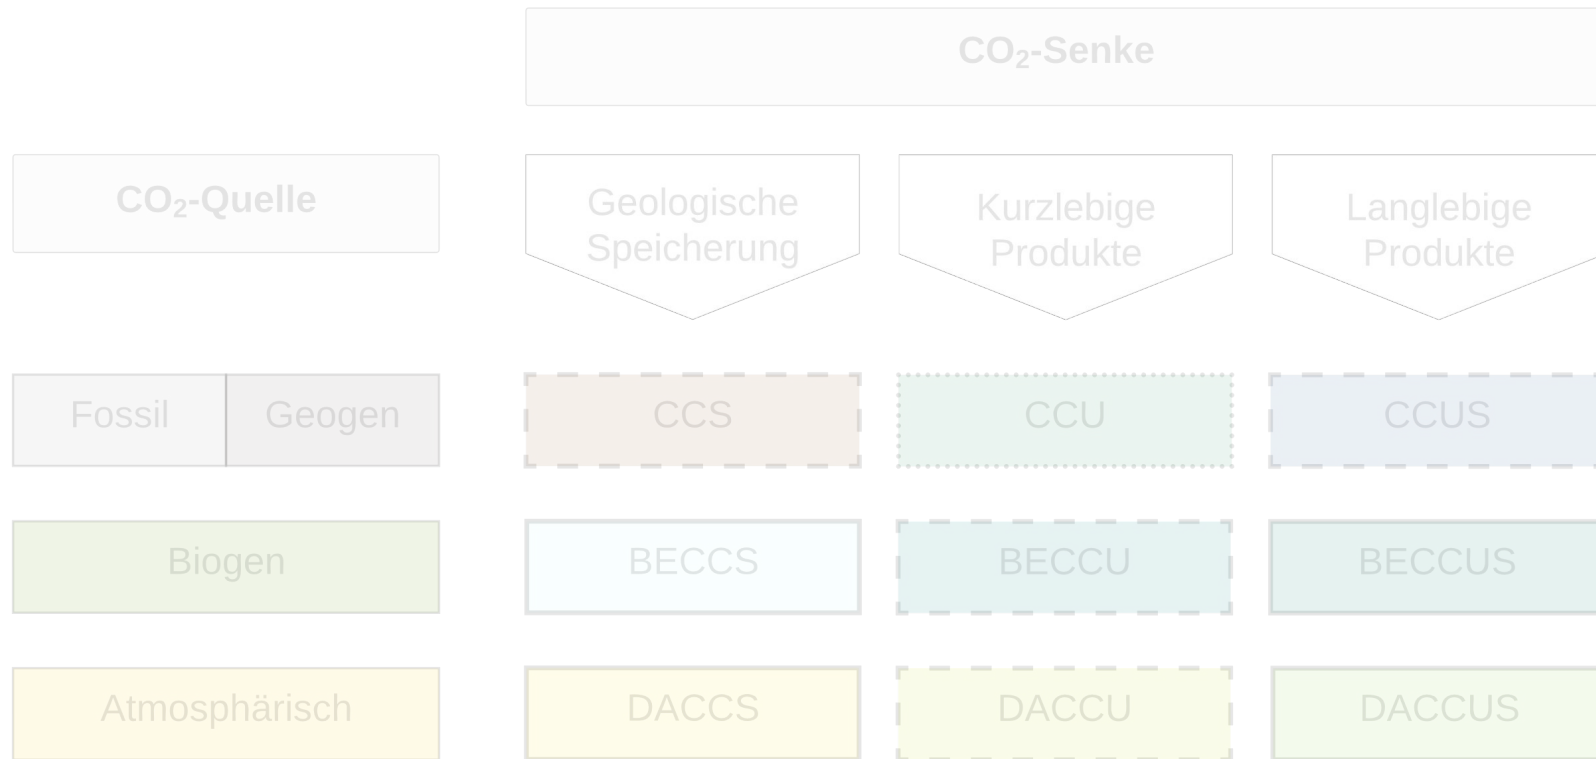 CO₂-Senke
CO₂-Quelle
Geologische
Speicherung
Kurzlebige
Produkte
Langlebige
Produkte
Fossil
Geogen
CCS
CCU
CCUS
Biogen
BECCS
BECCU
BECCUS
Atmosphärisch
DACCS
DACCU
DACCUS